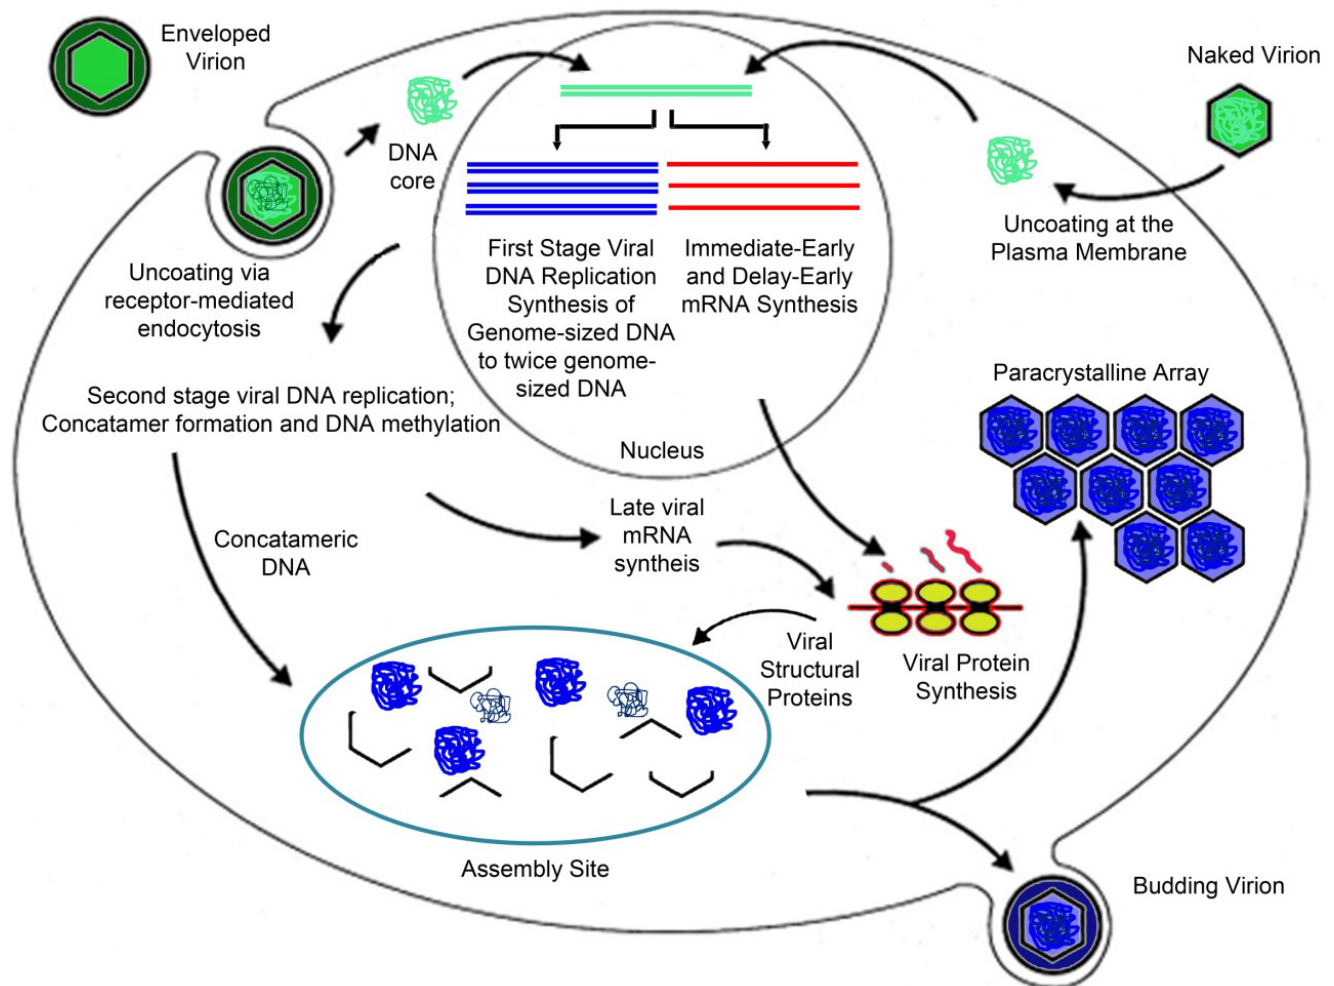 Enveloped
Virion
Naked Virion
DNA
core
Uncoating at the
Plasma Membrane
Uncoating via
receptor-mediated
endocytosis
First Stage Viral
DNA Replication
Synthesis of
Genome-sized DNA
to twice genome-
sized DNA
Immediate-Early
and Delay-Early
mRNA Synthesis
Nucleus
Second stage viral DNA replication;
Concatamer formation and DNA methylation
Paracrystalline Array
Concatameric
DNA
Late viral
mRNA
syntheis
Viral
Structural
Proteins
Viral Protein
Synthesis
Assembly Site
Budding Virion